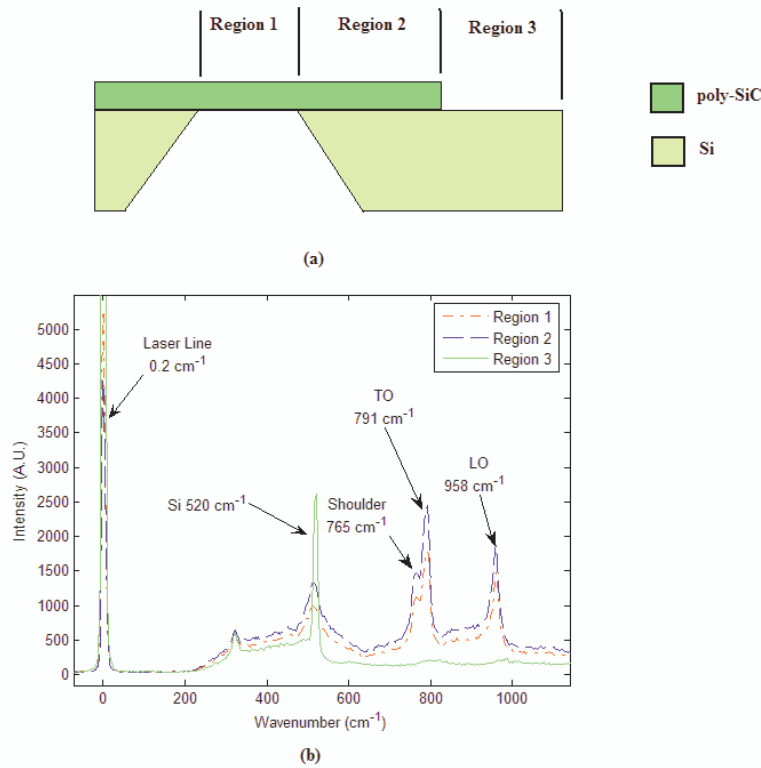 Region 1
Region 2
Region 3
poly-SiC
Si
(a)
Intensity (A.U.)
5000
4500
4000
3500
3000
2500
2000
1500
1000
500
0
Laser Line
0.2 cm⁻¹
Si 520 cm⁻¹
Shoulder
765 cm⁻¹
TO
791 cm⁻¹
LO
958 cm⁻¹
Region 1
Region 2
Region 3
0 200 400 600 800 1000
Wavenumber (cm⁻¹)
(b)